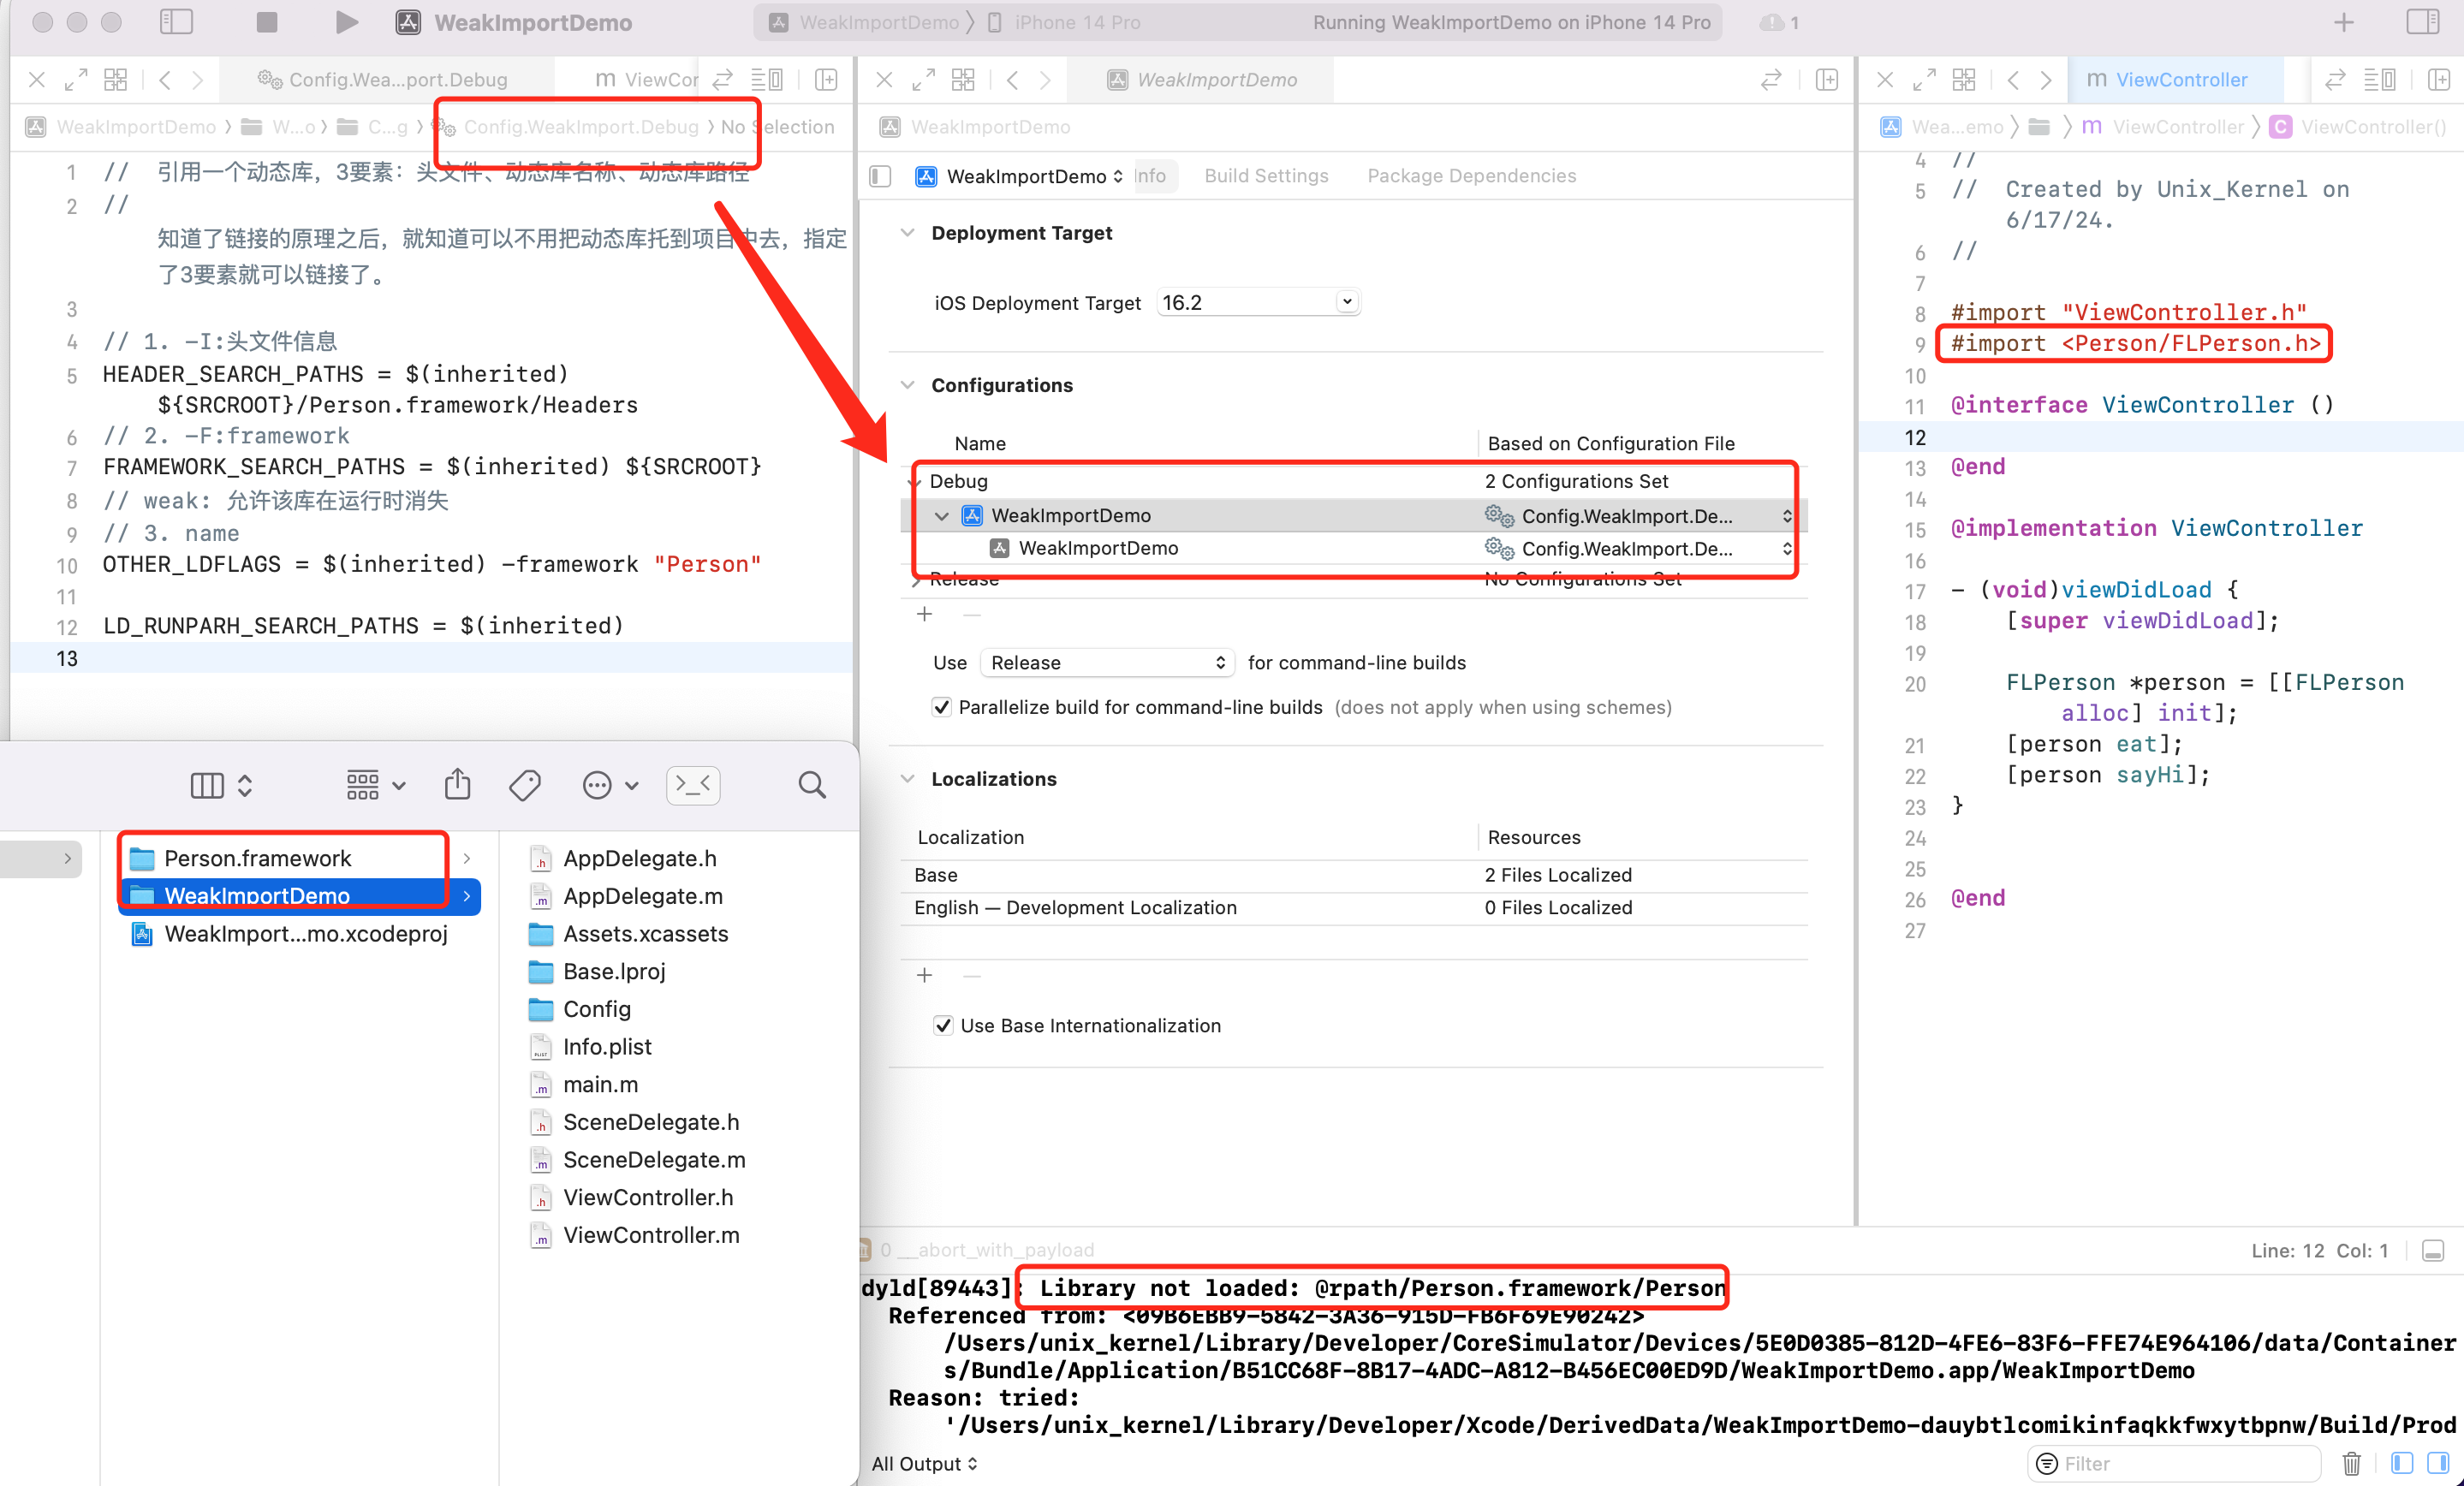 WeakImportDemo
WeakImportDemo 〉 iPhone 14 Pro
Running WeakImportDemo on iPhone 14 Pro
1
Config.Wea...port.Debug
m ViewCor
WeakImportDemo 〉 W...o 〉 C...g 〉 Config.WeakImport.Debug 〉 No Selection
1 // 引用一个动态库，3要素：头文件、动态库名称、动态库路径
2 //
知道了链接的原理之后，就知道可以不用把动态库托到项目中去，指定
了3要素就可以链接了。
3
4 // 1. -I:头文件信息
5 HEADER_SEARCH_PATHS = $(inherited)
${SRCROOT}/Person.framework/Headers
6 // 2. -F:framework
7 FRAMEWORK_SEARCH_PATHS = $(inherited) ${SRCROOT}
8 // weak: 允许该库在运行时消失
9 // 3. name
10 OTHER_LDFLAGS = $(inherited) -framework "Person"
11
12 LD_RUNPARH_SEARCH_PATHS = $(inherited)
13
Person.framework
WeakImportDemo
WeakImport...mo.xcodeproj
AppDelegate.h
AppDelegate.m
Assets.xcassets
Base.lproj
Config
Info.plist
main.m
SceneDelegate.h
SceneDelegate.m
ViewController.h
ViewController.m
WeakImportDemo
WeakImportDemo
WeakImportDemo
Info
Build Settings
Package Dependencies
Deployment Target
iOS Deployment Target 16.2
Configurations
Name Based on Configuration File
Debug 2 Configurations Set
WeakImportDemo Config.WeakImport.De...
WeakImportDemo Config.WeakImport.De...
Release No Configurations Set
+ —
Use Release for command-line builds
Parallelize build for command-line builds (does not apply when using schemes)
Localizations
Localization Resources
Base 2 Files Localized
English — Development Localization 0 Files Localized
+ —
Use Base Internationalization
m ViewController
Wea...emo 〉 〉 m ViewController 〉 C ViewController()
4 //
5 // Created by Unix_Kernel on
6/17/24.
6 //
7
8 #import "ViewController.h"
9 #import <Person/FLPerson.h>
10
11 @interface ViewController ()
12
13 @end
14
15 @implementation ViewController
16
17 - (void)viewDidLoad {
18 [super viewDidLoad];
19
20 FLPerson *person = [[FLPerson
alloc] init];
21 [person eat];
22 [person sayHi];
23 }
24
25
26 @end
27
0 __abort_with_payload
Line: 12 Col: 1
dyld[89443]: Library not loaded: @rpath/Person.framework/Person
Referenced from: <09B6EBB9-5842-3A36-915D-FB6F69E90242>
/Users/unix_kernel/Library/Developer/CoreSimulator/Devices/5E0D0385-812D-4FE6-83F6-FFE74E964106/data/Container
s/Bundle/Application/B51CC68F-8B17-4ADC-A812-B456EC00ED9D/WeakImportDemo.app/WeakImportDemo
Reason: tried:
'/Users/unix_kernel/Library/Developer/Xcode/DerivedData/WeakImportDemo-dauybtlcomikinfaqkkfwxytbpnw/Build/Prod
All Output
Filter